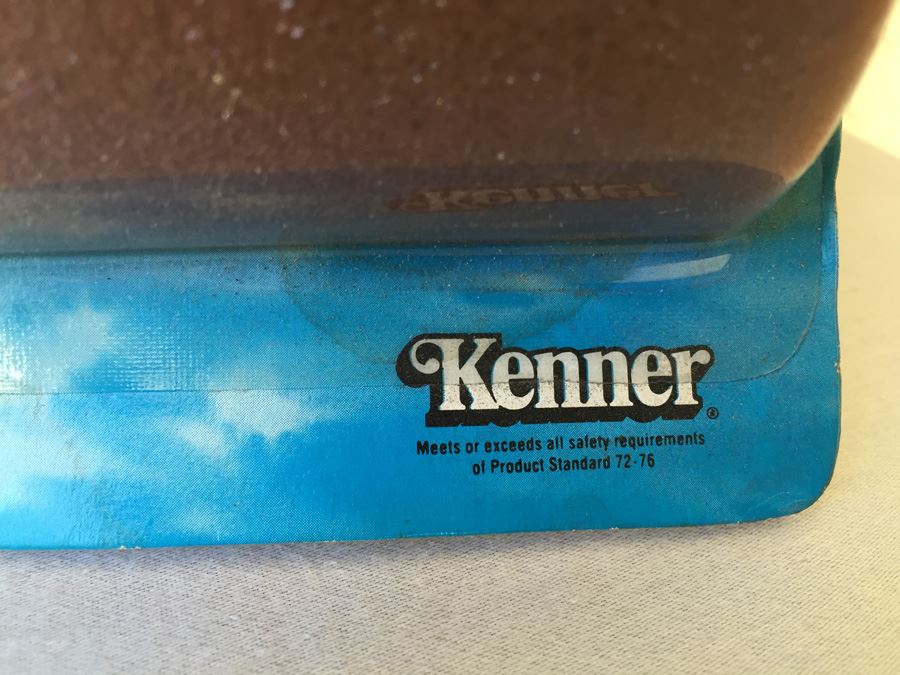 Kenner®
Meets or exceeds all safety requirements
of Product Standard 72-76